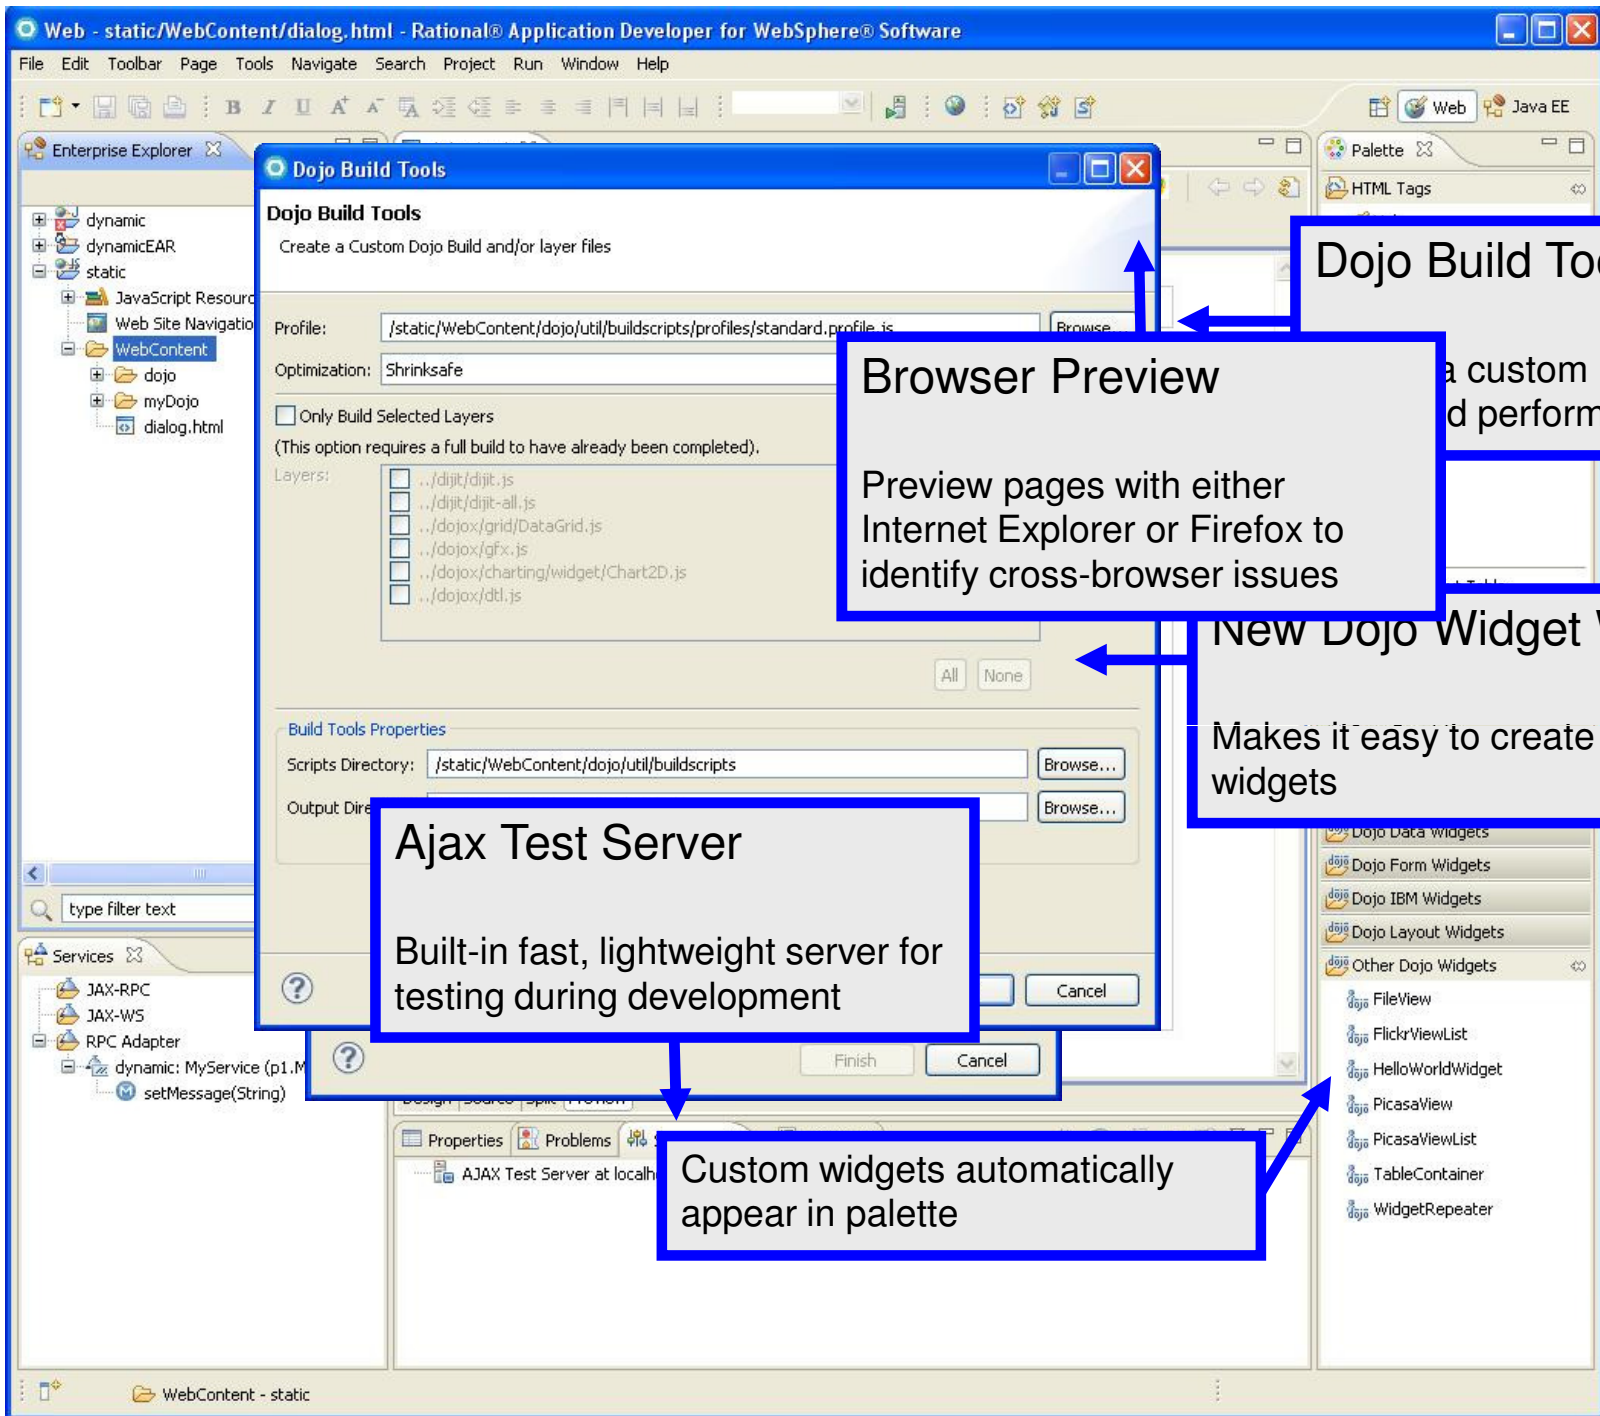 Web - static/WebContent/dialog.html - Rational® Application Developer for WebSphere® Software
File Edit Toolbar Page Tools Navigate Search Project Run Window Help
Web Java EE
Enterprise Explorer
dynamic
dynamicEAR
static
JavaScript Resourc
Web Site Navigatio
WebContent
dojo
myDojo
dialog.html
type filter text
Services
JAX-RPC
JAX-WS
RPC Adapter
dynamic: MyService (p1.M
setMessage(String)
Dojo Build Tools
Dojo Build Tools
Create a Custom Dojo Build and/or layer files
Profile: /static/WebContent/dojo/util/buildscripts/profiles/standard.profile.js Browse...
Optimization: Shrinksafe
Only Build Selected Layers
(This option requires a full build to have already been completed).
Layers:
../dijit/dijit.js
../dijit/dijit-all.js
../dojox/grid/DataGrid.js
../dojox/gfx.js
../dojox/charting/widget/Chart2D.js
../dojox/dtl.js
All None
Build Tools Properties
Scripts Directory: /static/WebContent/dojo/util/buildscripts Browse...
Output Dire Browse...
Cancel
Finish Cancel
Ajax Test Server
Built-in fast, lightweight server for
testing during development
Browser Preview
Preview pages with either
Internet Explorer or Firefox to
identify cross-browser issues
Dojo Build Too
a custom
d perform
New Dojo Widget
Makes it easy to create
widgets
Custom widgets automatically
appear in palette
Design Source Split Preview
Properties Problems
AJAX Test Server at localh
Palette
HTML Tags
Dojo Data Widgets
Dojo Form Widgets
Dojo IBM Widgets
Dojo Layout Widgets
Other Dojo Widgets
FileView
FlickrViewList
HelloWorldWidget
PicasaView
PicasaViewList
TableContainer
WidgetRepeater
WebContent - static